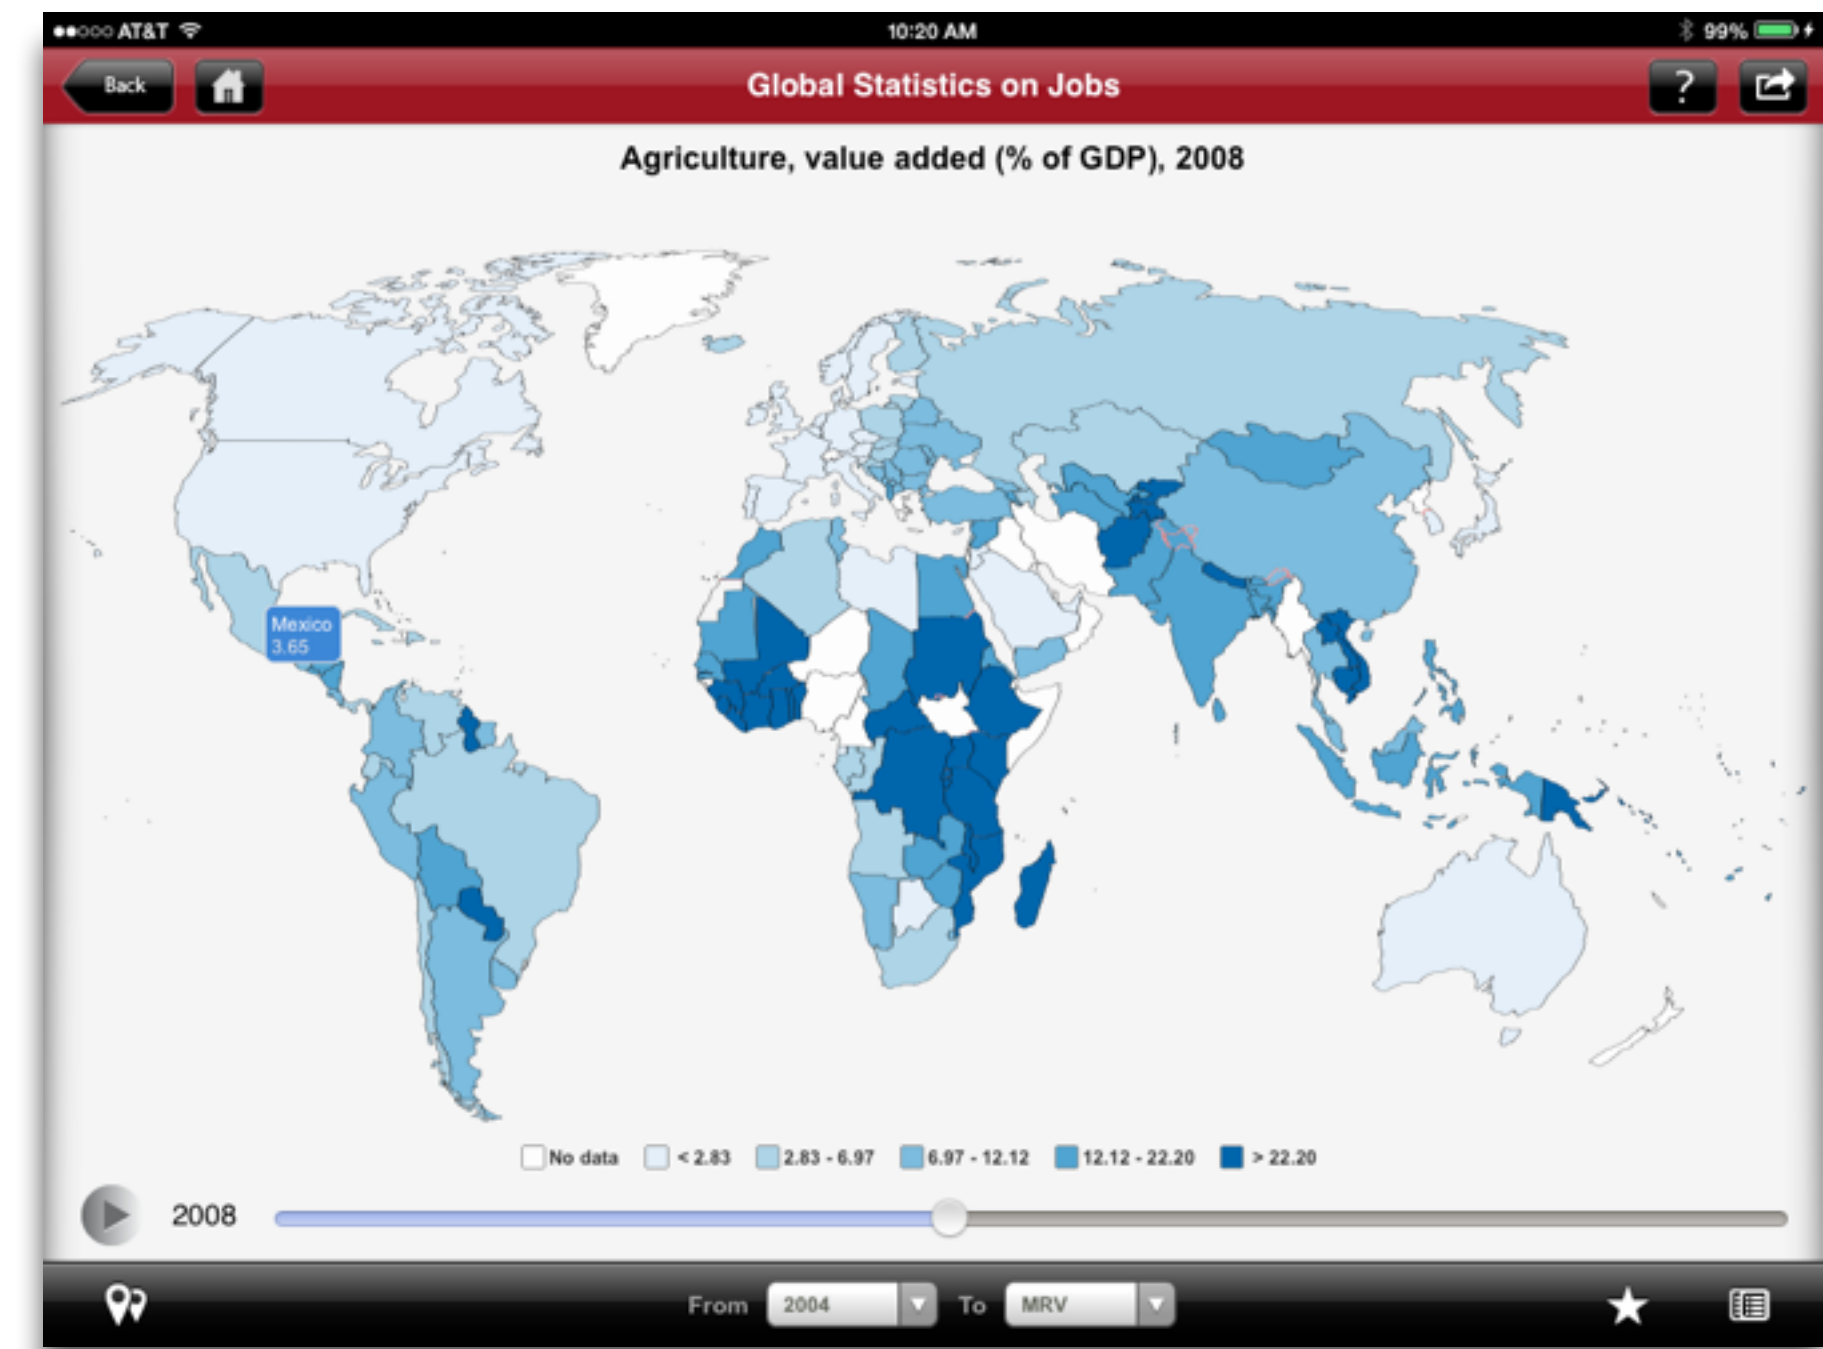 AT&T 10:20 AM 99%
Back Global Statistics on Jobs ?
Agriculture, value added (% of GDP), 2008
Mexico
3.65
No data < 2.83 2.83 - 6.97 6.97 - 12.12 12.12 - 22.20 > 22.20
2008
From 2004 To MRV